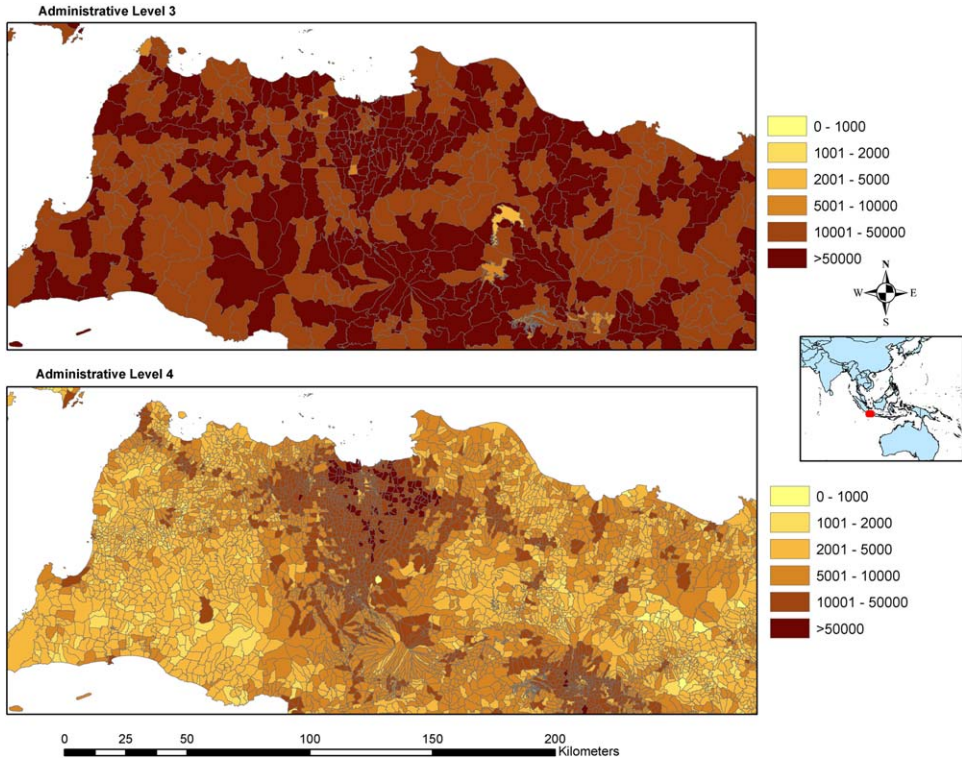 Administrative Level 3
0 - 1000
1001 - 2000
2001 - 5000
5001 - 10000
10001 - 50000
>50000
N
W E
S
Administrative Level 4
0 - 1000
1001 - 2000
2001 - 5000
5001 - 10000
10001 - 50000
>50000
0 25 50 100 150 200
Kilometers